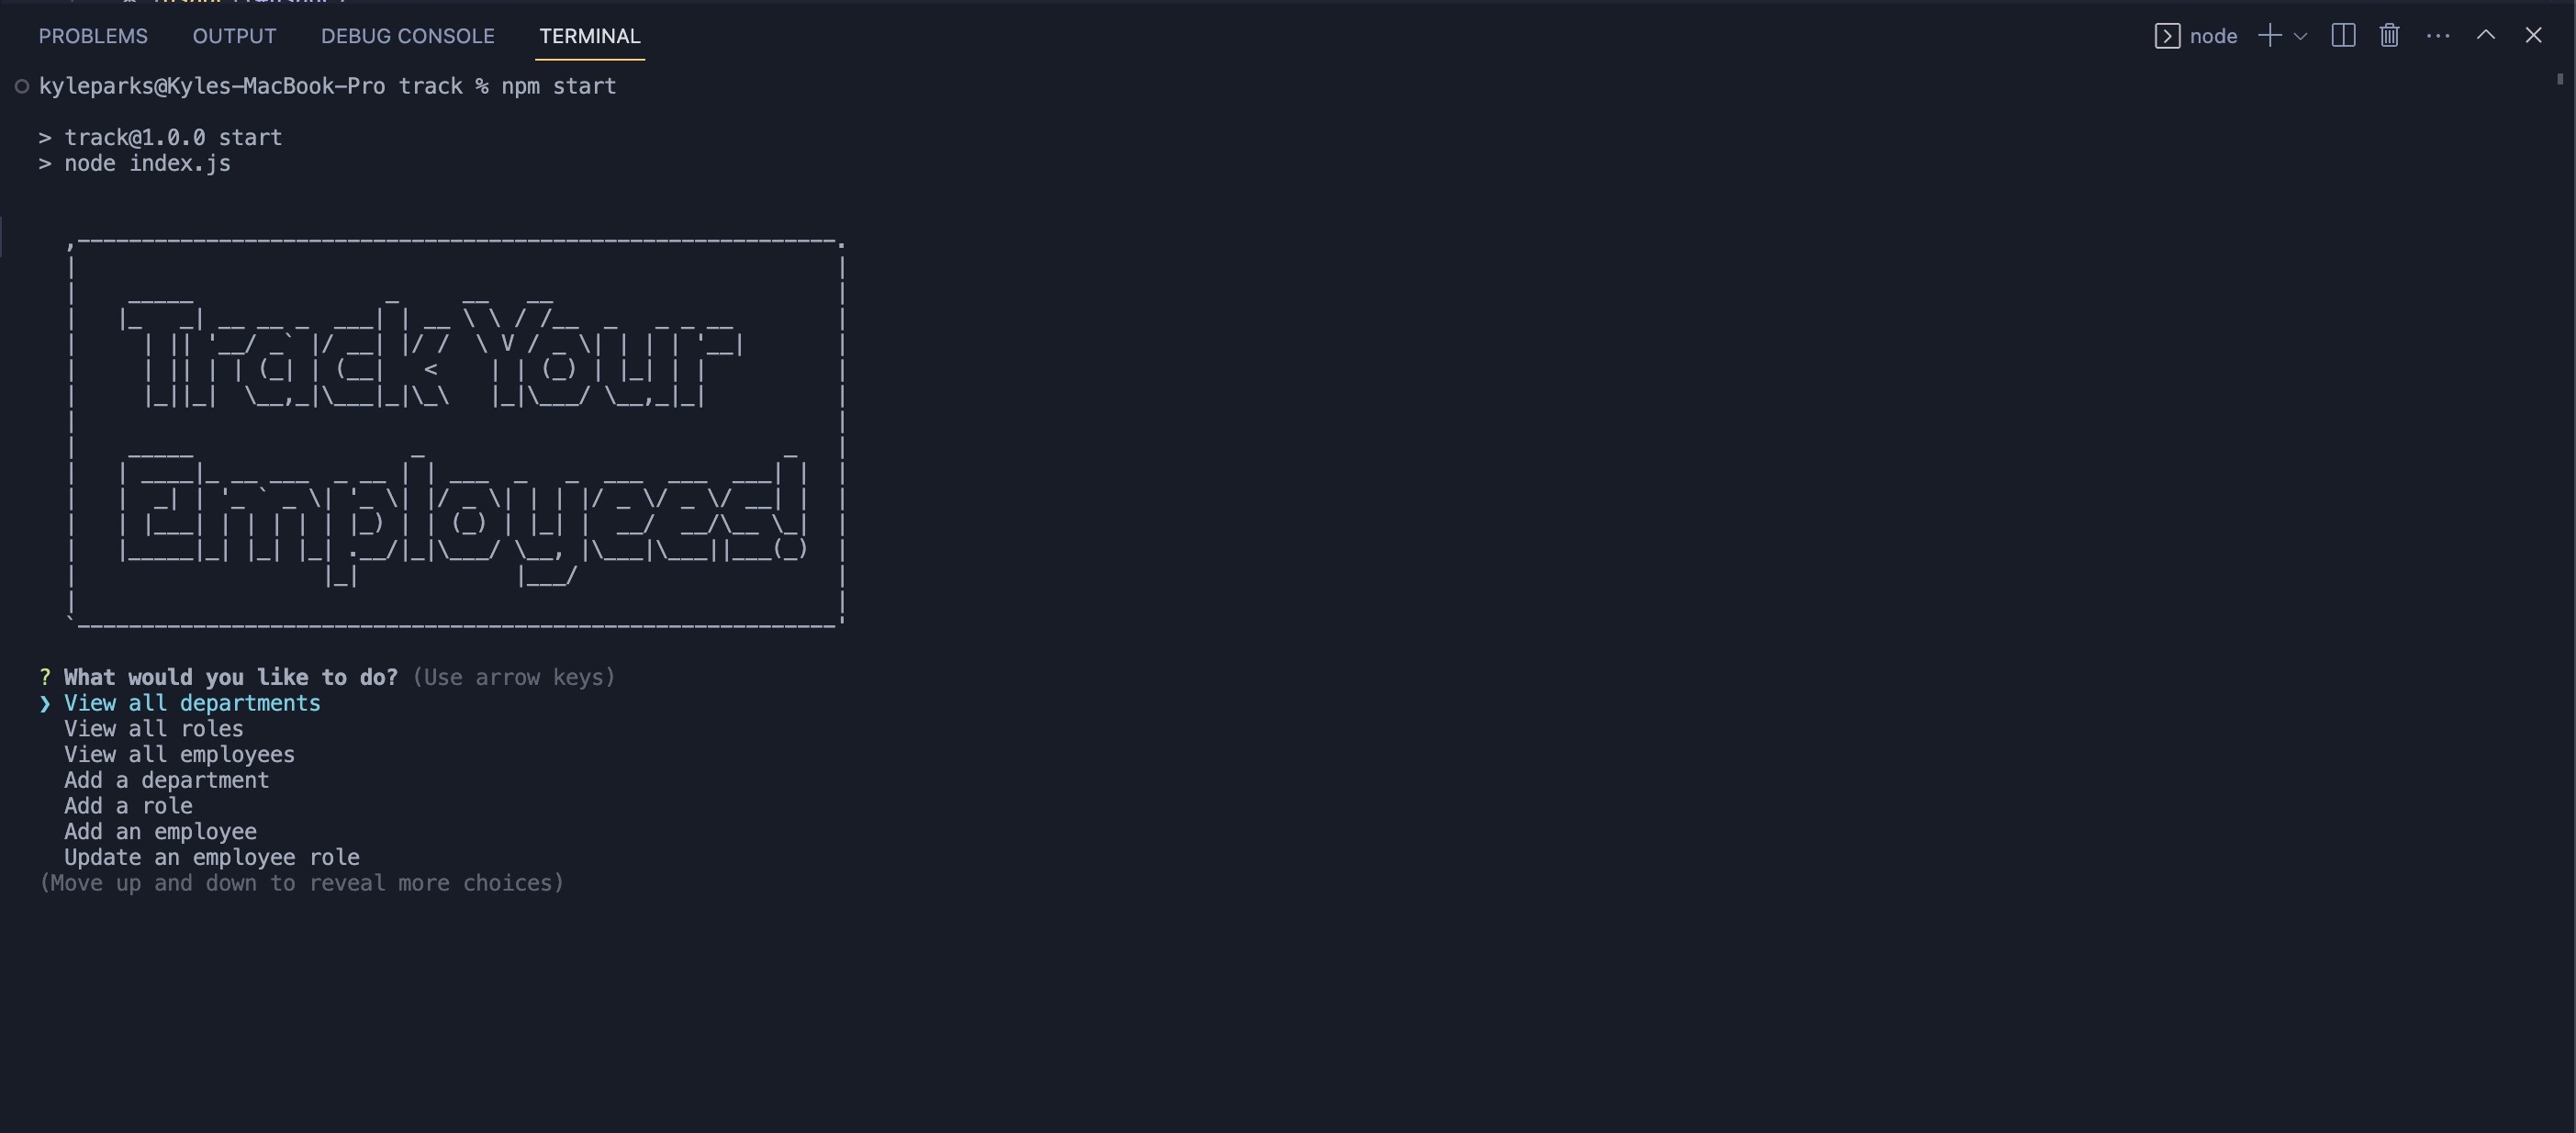 PROBLEMS OUTPUT DEBUG CONSOLE TERMINAL node
kyleparks@Kyles-MacBook-Pro track % npm start
> track@1.0.0 start
> node index.js
Track Your
Employees!
? What would you like to do? (Use arrow keys)
❯ View all departments
View all roles
View all employees
Add a department
Add a role
Add an employee
Update an employee role
(Move up and down to reveal more choices)